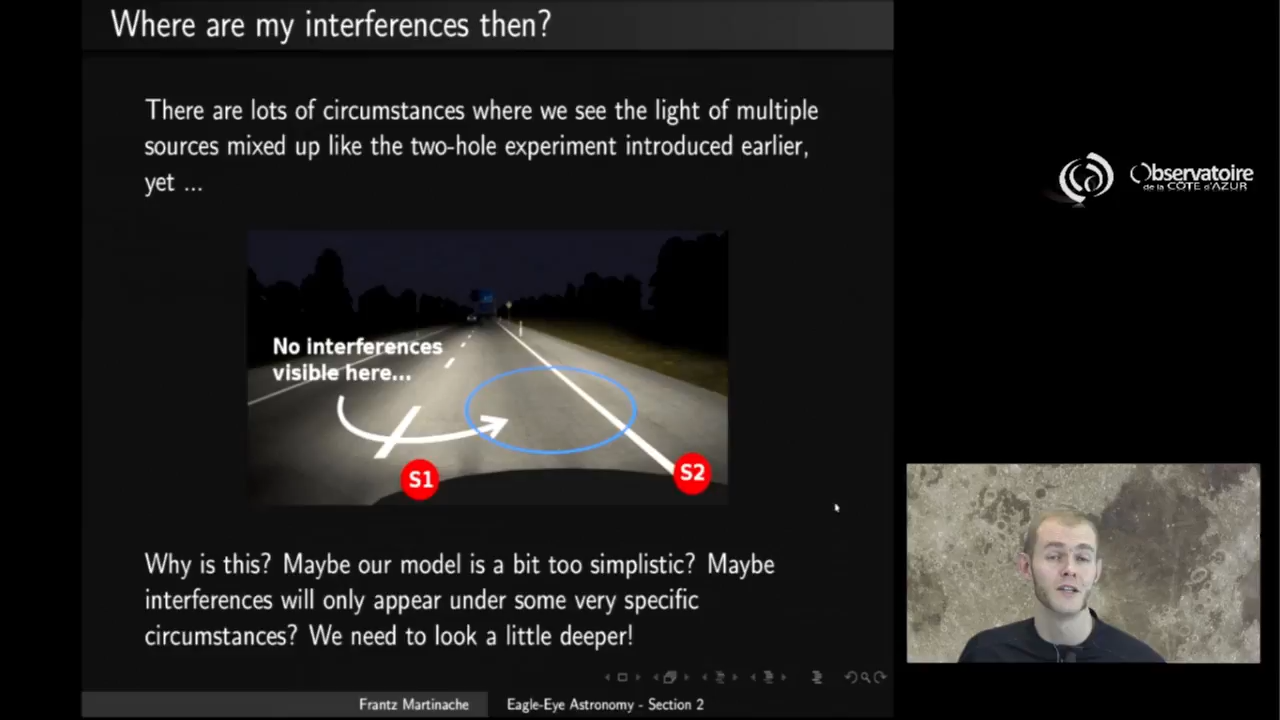 Where are my interferences then?
There are lots of circumstances where we see the light of multiple
sources mixed up like the two-hole experiment introduced earlier,
yet ...
No interferences
visible here...
S1
S2
Why is this? Maybe our model is a bit too simplistic? Maybe
interferences will only appear under some very specific
circumstances? We need to look a little deeper!
Frantz Martinache
Eagle-Eye Astronomy - Section 2
Observatoire
de la CÔTE d'AZUR